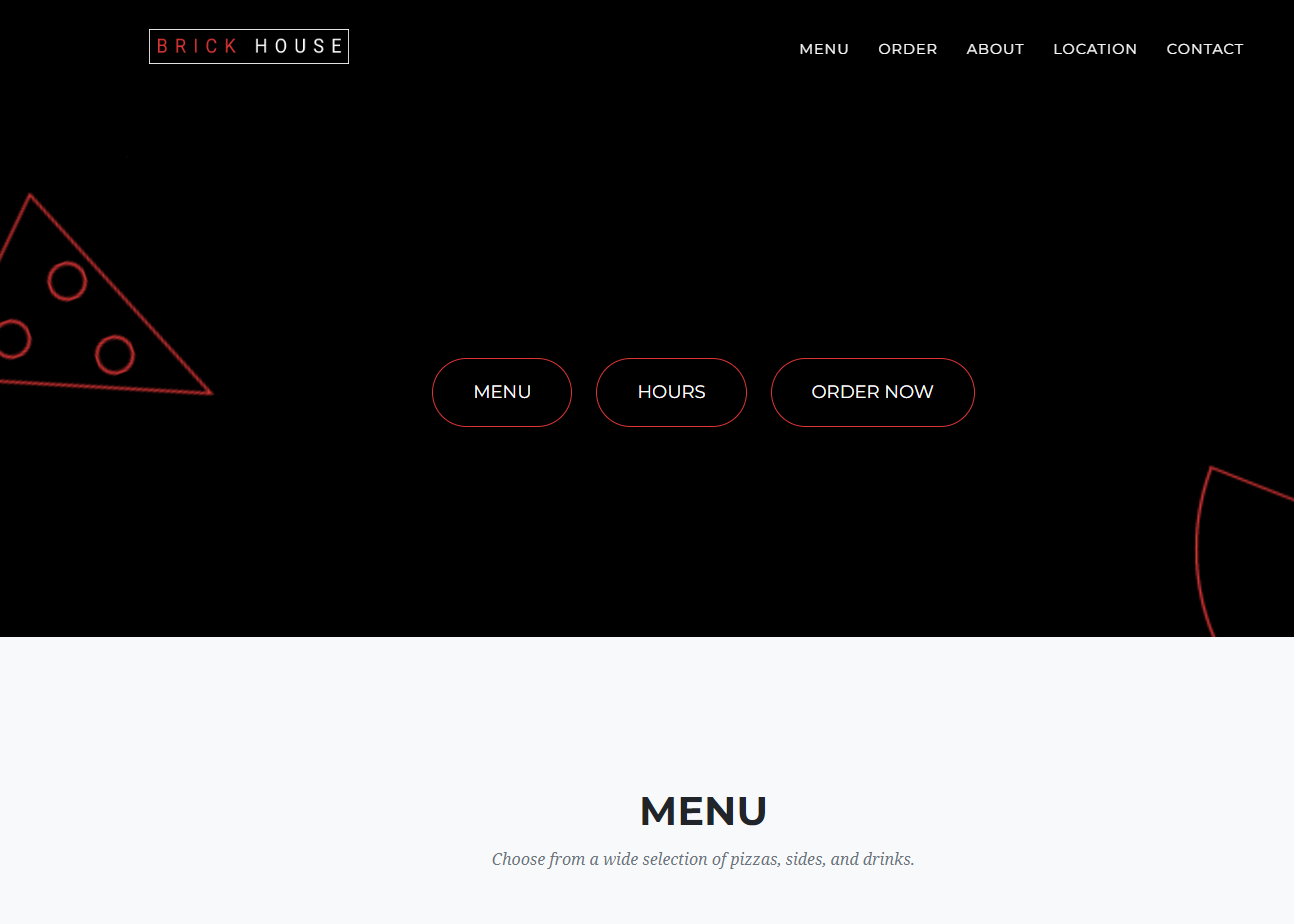 BRICK HOUSE
MENU ORDER ABOUT LOCATION CONTACT
MENU HOURS ORDER NOW
MENU
Choose from a wide selection of pizzas, sides, and drinks.